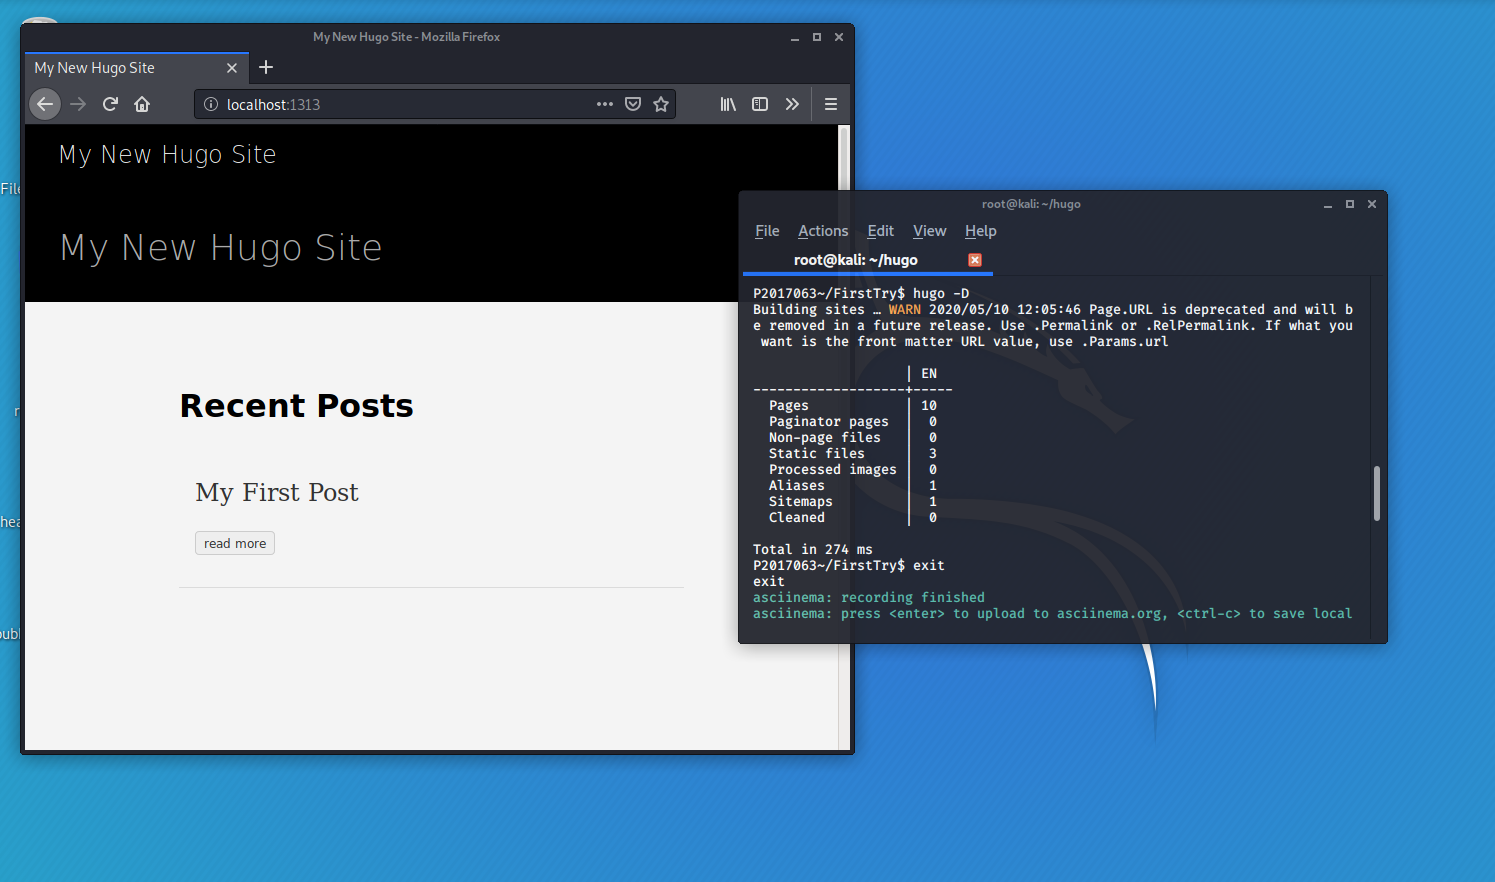 My New Hugo Site - Mozilla Firefox
My New Hugo Site
localhost:1313
My New Hugo Site
My New Hugo Site
Recent Posts
My First Post
read more
root@kali: ~/hugo
File Actions Edit View Help
root@kali: ~/hugo
P2017063~/FirstTry$ hugo -D
Building sites … WARN 2020/05/10 12:05:46 Page.URL is deprecated and will b
e removed in a future release. Use .Permalink or .RelPermalink. If what you
 want is the front matter URL value, use .Params.url
                   | EN
-------------------+-----
  Pages            | 10
  Paginator pages  |  0
  Non-page files   |  0
  Static files     |  3
  Processed images |  0
  Aliases          |  1
  Sitemaps         |  1
  Cleaned          |  0
Total in 274 ms
P2017063~/FirstTry$ exit
exit
asciinema: recording finished
asciinema: press <enter> to upload to asciinema.org, <ctrl-c> to save local